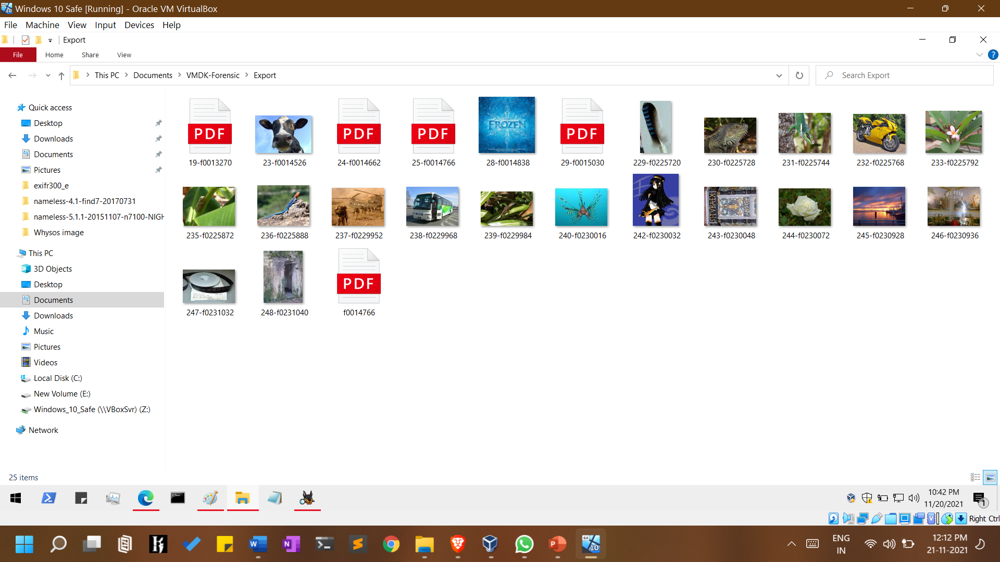 Windows 10 Safe [Running] - Oracle VM VirtualBox
File Machine View Input Devices Help
Export
File Home Share View
This PC Documents VMDK-Forensic Export
Search Export
Quick access
Desktop
Downloads
Documents
Pictures
exifr300_e
nameless-4.1-find7-20170731
nameless-5.1.1-20151107-n7100-NIGH
Whysos image
This PC
3D Objects
Desktop
Documents
Downloads
Music
Pictures
Videos
Local Disk (C:)
New Volume (E:)
Windows_10_Safe (\\VBoxSvr) (Z:)
Network
PDF PDF PDF FROZEN PDF
19-f0013270 23-f0014526 24-f0014662 25-f0014766 28-f0014838 29-f0015030 229-f0225720 230-f0225728 231-f0225744 232-f0225768 233-f0225792
235-f0225872 236-f0225888 237-f0229952 238-f0229968 239-f0229984 240-f0230016 242-f0230032 243-f0230048 244-f0230072 245-f0230928 246-f0230936
PDF
247-f0231032 248-f0231040 f0014766
25 items
10:42 PM
11/20/2021
1
Right Ctrl
ENG
IN
12:12 PM
21-11-2021